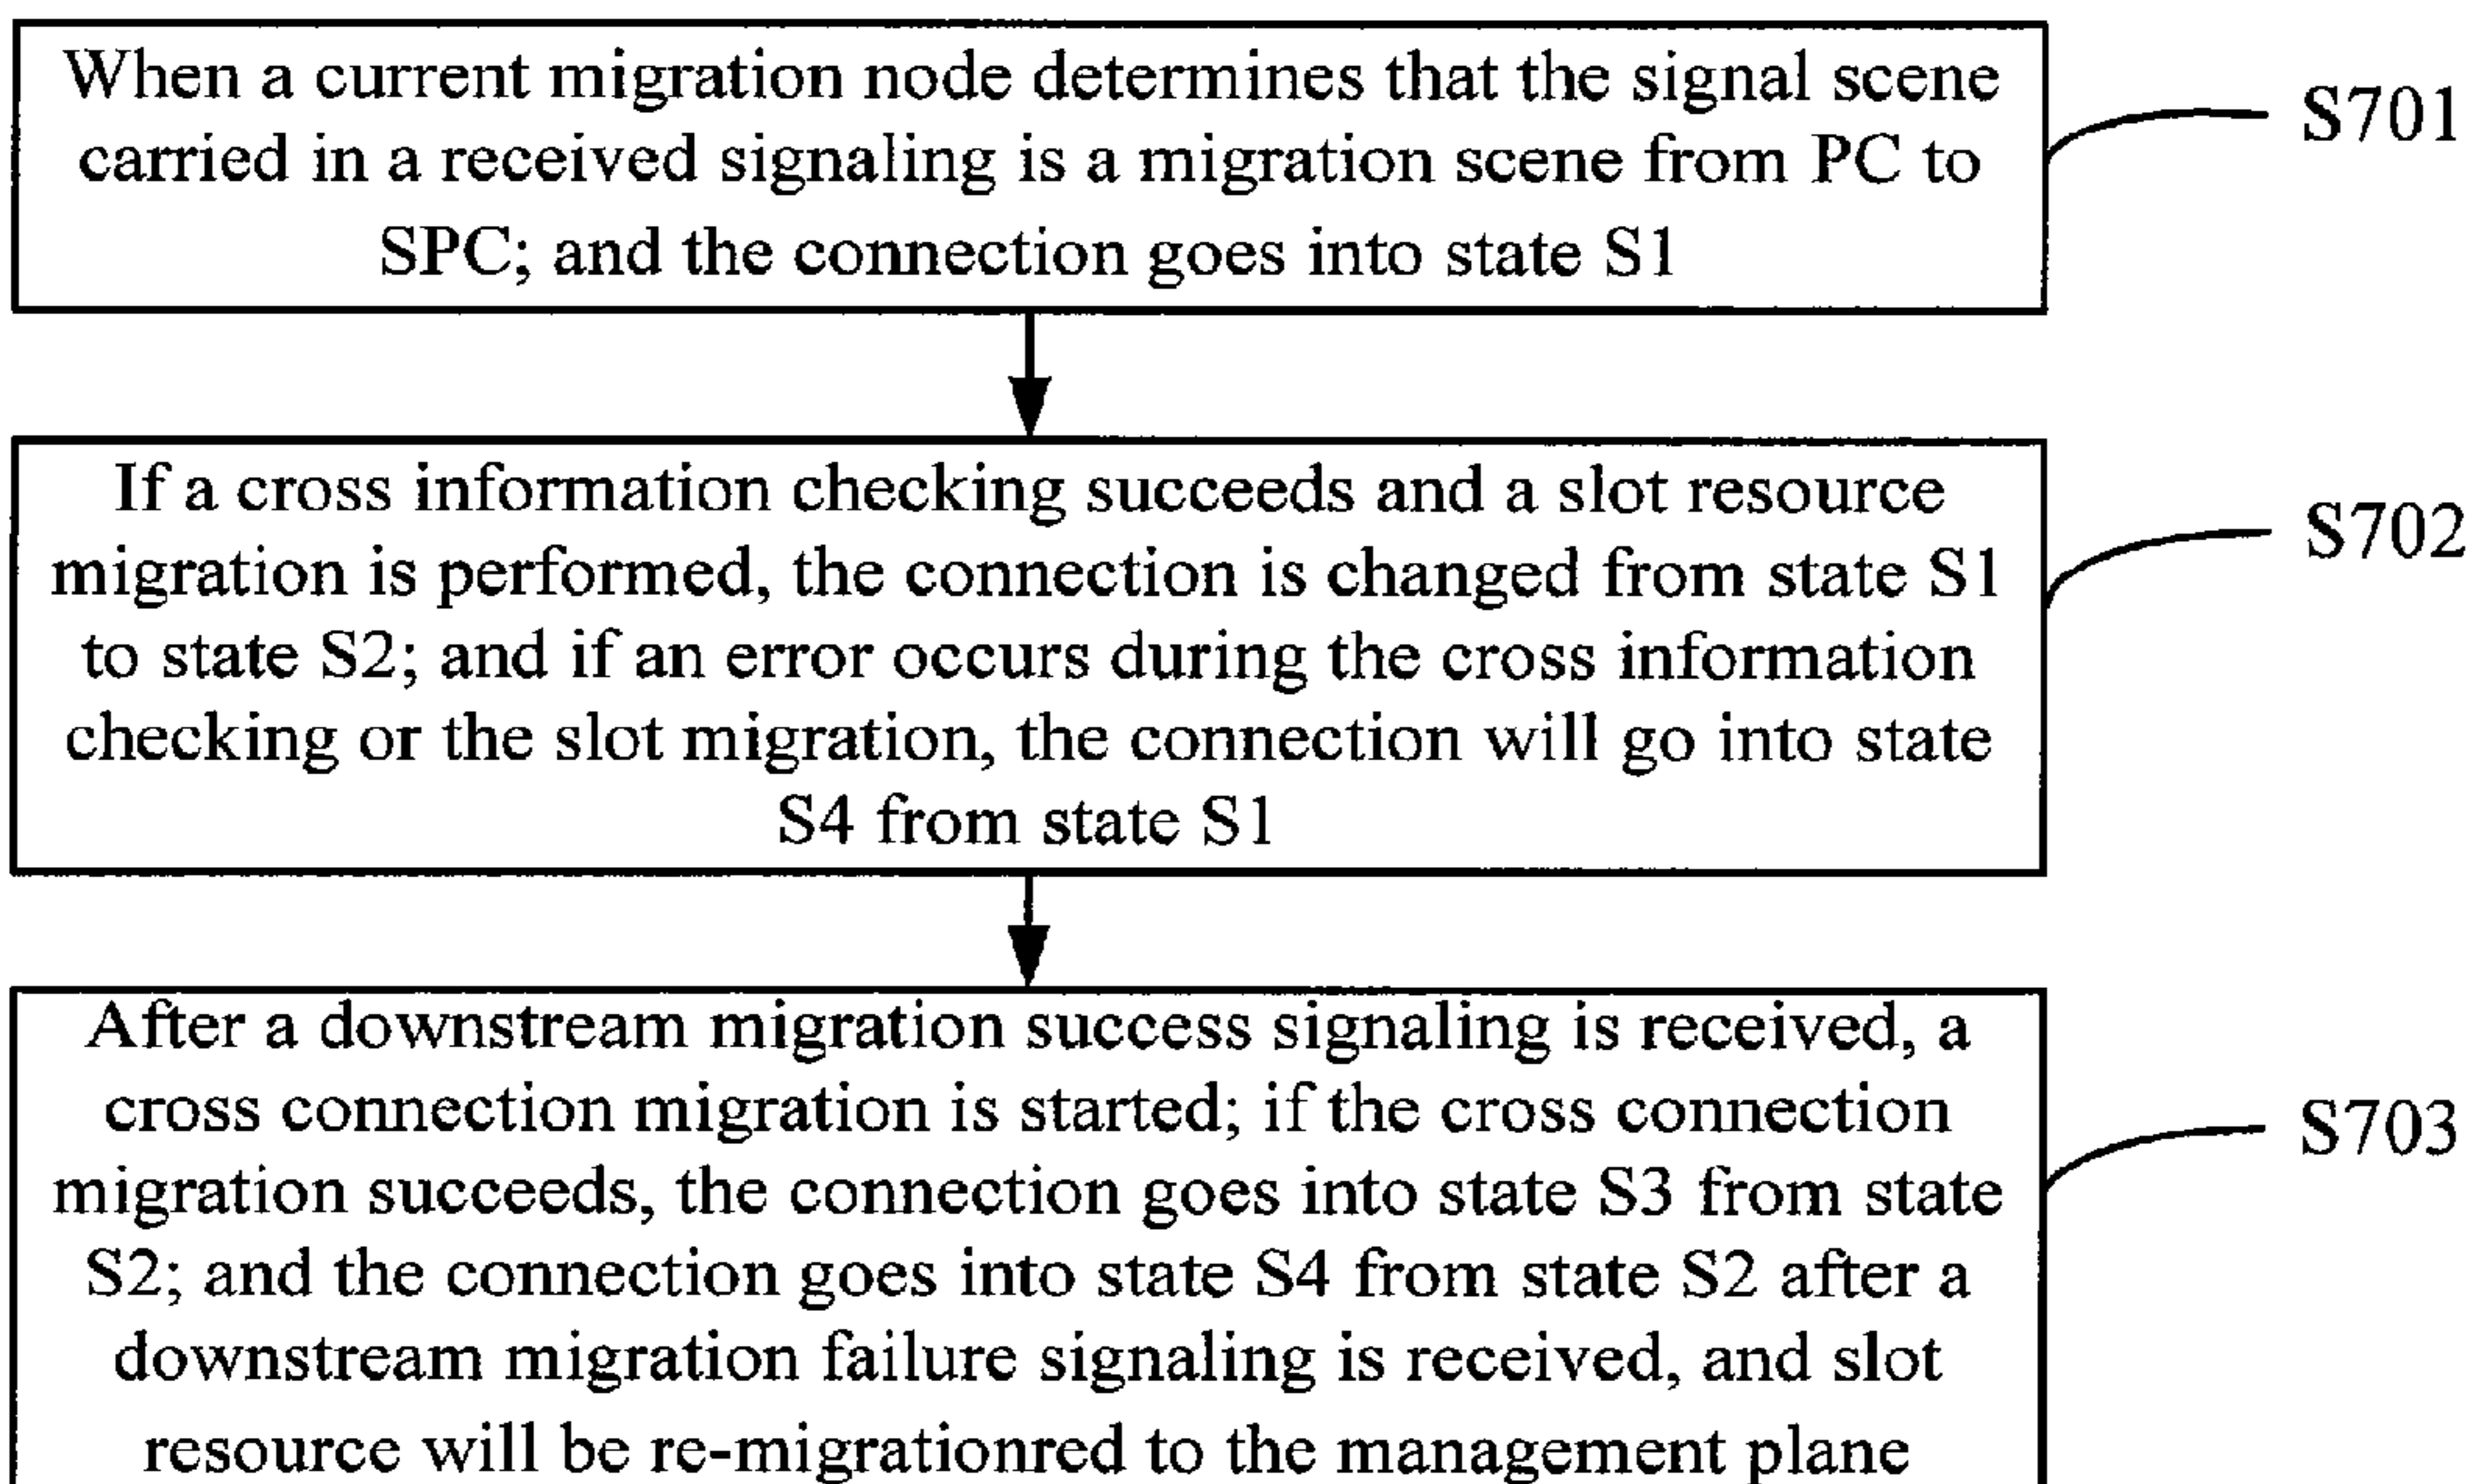 When a current migration node determines that the signal scene
carried in a received signaling is a migration scene from PC to
SPC; and the connection goes into state S1
S701
If a cross information checking succeeds and a slot resource
migration is performed, the connection is changed from state S1
to state S2; and if an error occurs during the cross information
checking or the slot migration, the connection will go into state
S4 from state S1
S702
After a downstream migration success signaling is received, a
cross connection migration is started; if the cross connection
migration succeeds, the connection goes into state S3 from state
S2; and the connection goes into state S4 from state S2 after a
downstream migration failure signaling is received, and slot
resource will be re-migrationred to the management plane
S703